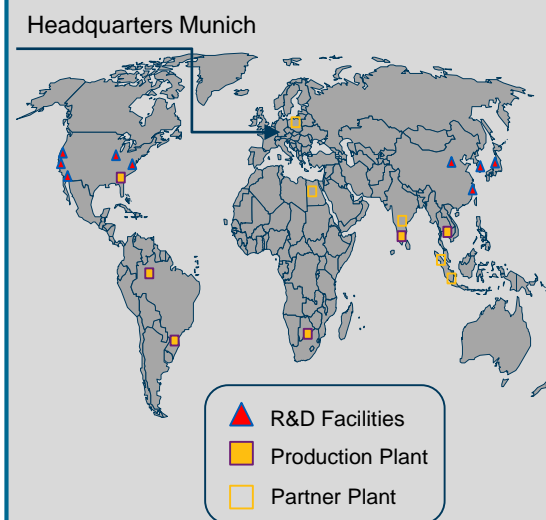 Headquarters Munich
R&D Facilities
Production Plant
Partner Plant